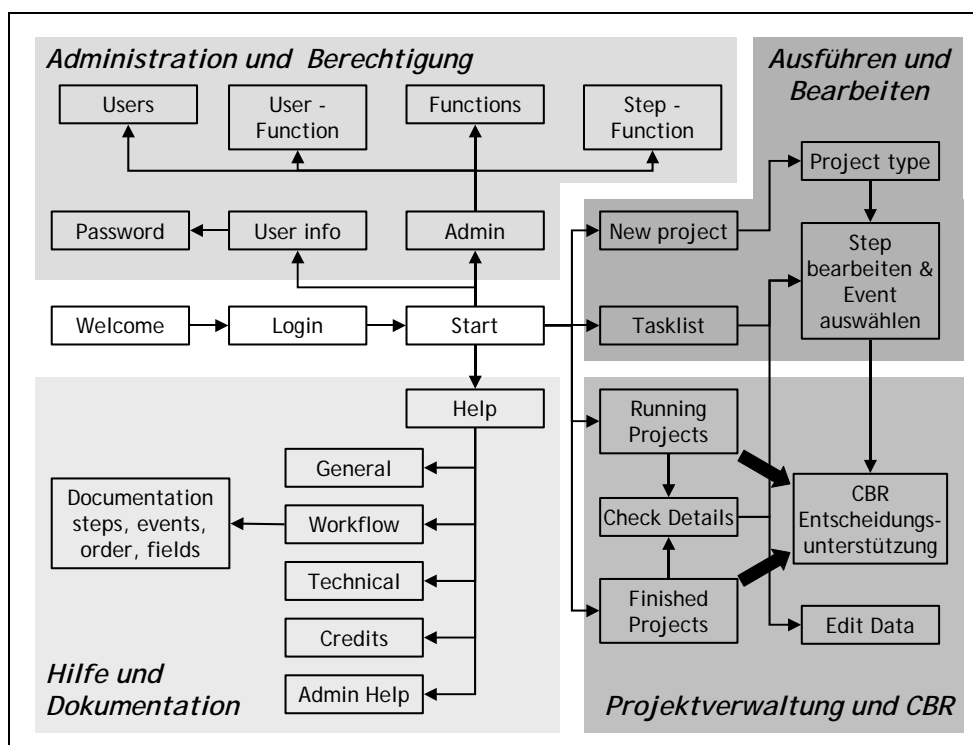 Administration und Berechtigung
Users
User -
Function
Functions
Step -
Function
Password
User info
Admin
Welcome
Login
Start
Ausführen und
Bearbeiten
Project type
New project
Step
bearbeiten &
Event
auswählen
Tasklist
Help
General
Documentation
steps, events,
order, fields
Workflow
Technical
Credits
Admin Help
Hilfe und
Dokumentation
Running
Projects
Check Details
CBR
Entscheidungs-
unterstützung
Finished
Projects
Edit Data
Projektverwaltung und CBR